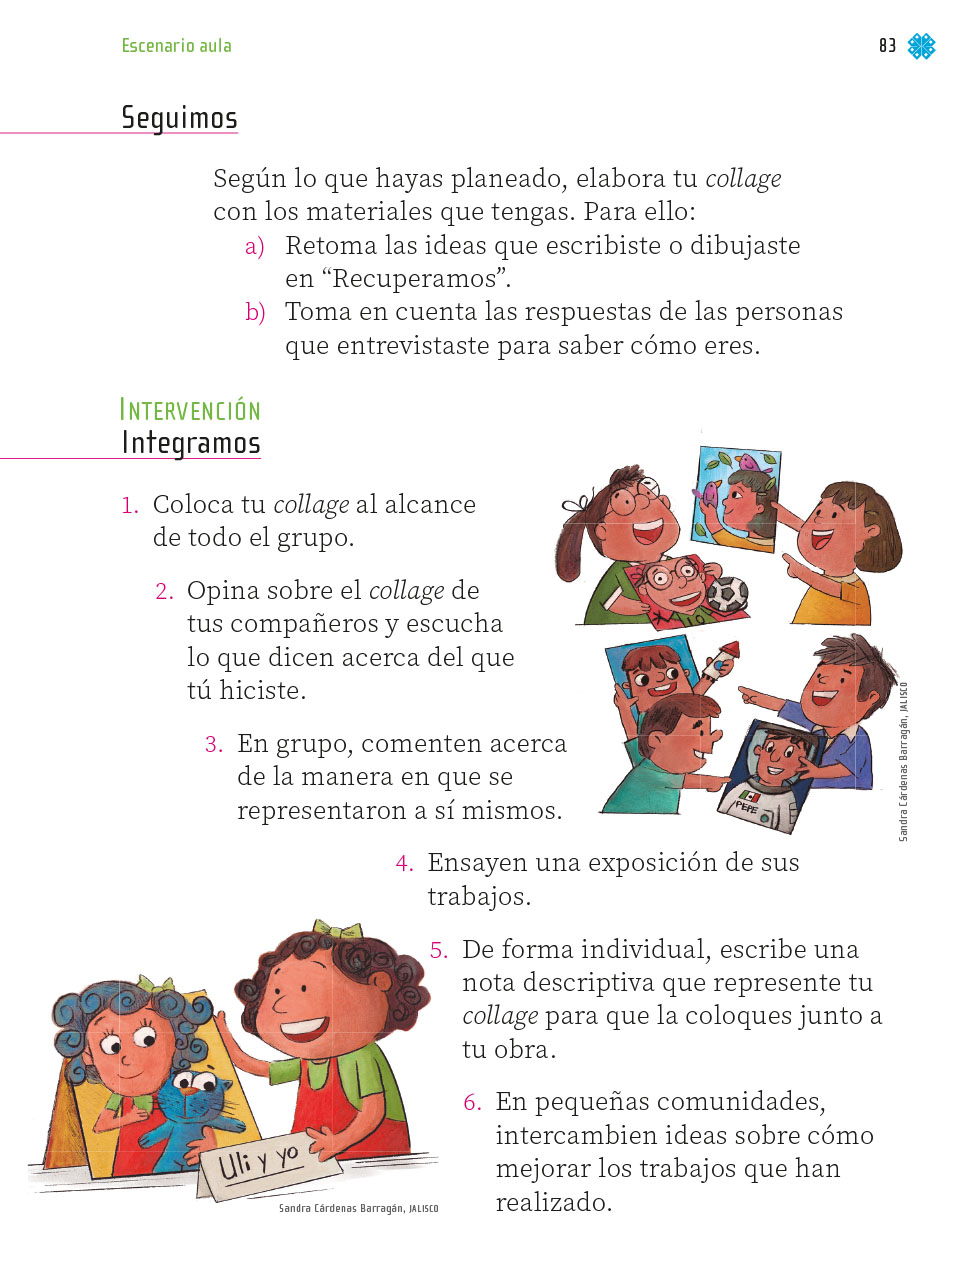 Escenario aula
83
Seguimos
Según lo que hayas planeado, elabora tu collage
con los materiales que tengas. Para ello:
a) Retoma las ideas que escribiste o dibujaste
en “Recuperamos”.
b) Toma en cuenta las respuestas de las personas
que entrevistaste para saber cómo eres.
INTERVENCIÓN
Integramos
1. Coloca tu collage al alcance
de todo el grupo.
2. Opina sobre el collage de
tus compañeros y escucha
lo que dicen acerca del que
tú hiciste.
3. En grupo, comenten acerca
de la manera en que se
representaron a sí mismos.
PEPE
Sandra Cárdenas Barragán, JALISCO
4. Ensayen una exposición de sus
trabajos.
5. De forma individual, escribe una
nota descriptiva que represente tu
collage para que la coloques junto a
tu obra.
6. En pequeñas comunidades,
intercambien ideas sobre cómo
mejorar los trabajos que han
realizado.
Uli y yo
Sandra Cárdenas Barragán, JALISCO